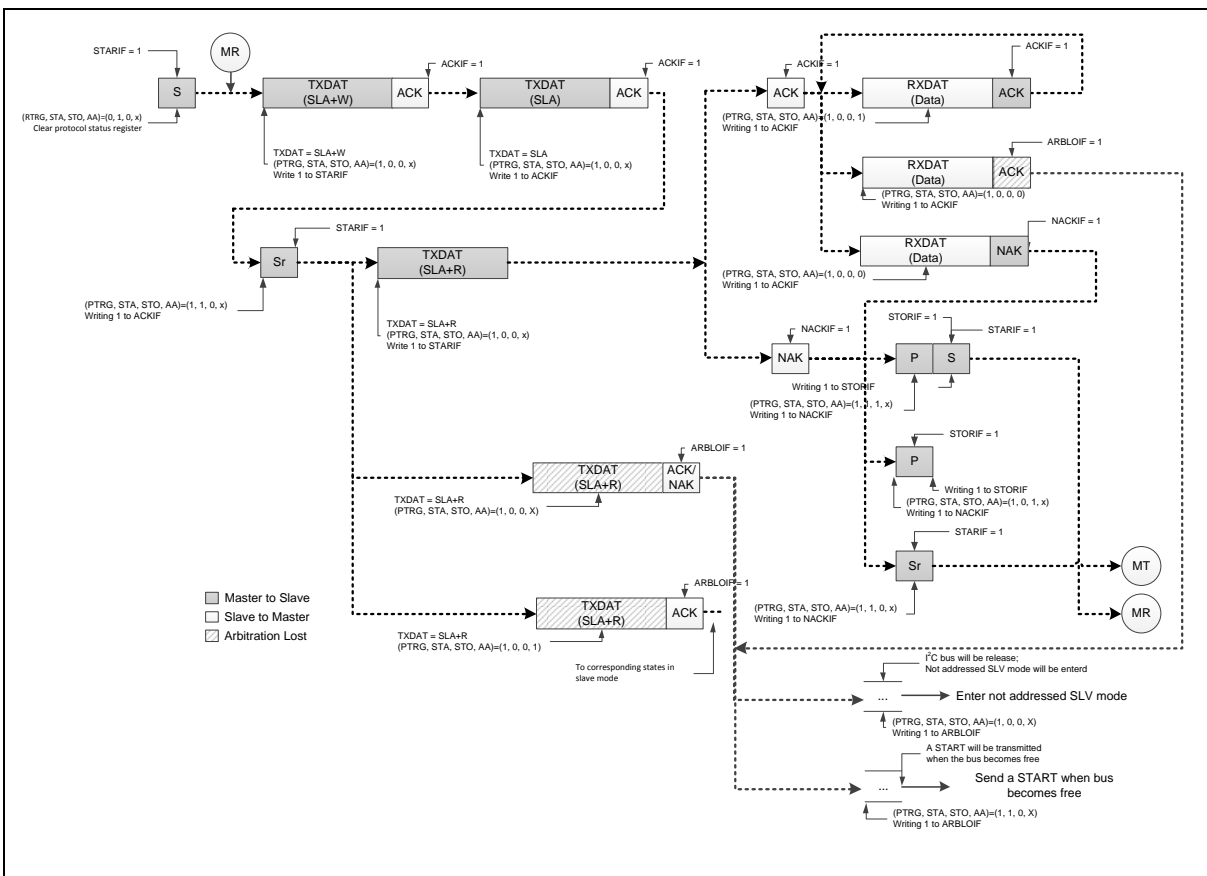 STARIF = 1
MR
S
(RTRG, STA, STO, AA)=(0, 1, 0, x)
Clear protocol status register
TXDAT
(SLA+W)
ACK
ACKIF = 1
TXDAT = SLA+W
(PTRG, STA, STO, AA)=(1, 0, 0, x)
Write 1 to STARIF
TXDAT
(SLA)
ACK
ACKIF = 1
TXDAT = SLA
(PTRG, STA, STO, AA)=(1, 0, 0, x)
Write 1 to ACKIF
ACKIF = 1
ACK
RXDAT
(Data)
ACK
ACKIF = 1
(PTRG, STA, STO, AA)=(1, 0, 0, 1)
Writing 1 to ACKIF
ARBLOIF = 1
RXDAT
(Data)
ACK
(PTRG, STA, STO, AA)=(1, 0, 0, 0)
Writing 1 to ACKIF
NACKIF = 1
RXDAT
(Data)
NAK
(PTRG, STA, STO, AA)=(1, 0, 0, 0)
Writing 1 to ACKIF
STARIF = 1
Sr
(PTRG, STA, STO, AA)=(1, 1, 0, x)
Writing 1 to ACKIF
TXDAT
(SLA+R)
TXDAT = SLA+R
(PTRG, STA, STO, AA)=(1, 0, 0, x)
Write 1 to STARIF
NACKIF = 1
NAK
STORIF = 1
STARIF = 1
P
S
Writing 1 to STORIF
(PTRG, STA, STO, AA)=(1, 1, 1, x)
Writing 1 to NACKIF
STORIF = 1
P
Writing 1 to STORIF
(PTRG, STA, STO, AA)=(1, 0, 1, x)
Writing 1 to NACKIF
STARIF = 1
Sr
(PTRG, STA, STO, AA)=(1, 1, 0, x)
Writing 1 to NACKIF
MT
MR
ARBLOIF = 1
TXDAT
(SLA+R)
ACK/
NAK
TXDAT = SLA+R
(PTRG, STA, STO, AA)=(1, 0, 0, X)
ARBLOIF = 1
TXDAT
(SLA+R)
ACK
TXDAT = SLA+R
(PTRG, STA, STO, AA)=(1, 0, 0, 1)
To corresponding states in
slave mode
Master to Slave
Slave to Master
Arbitration Lost
I2C bus will be release;
Not addressed SLV mode will be enterd
...
Enter not addressed SLV mode
(PTRG, STA, STO, AA)=(1, 0, 0, X)
Writing 1 to ARBLOIF
A START will be transmitted
when the bus becomes free
...
Send a START when bus
becomes free
(PTRG, STA, STO, AA)=(1, 1, 0, X)
Writing 1 to ARBLOIF